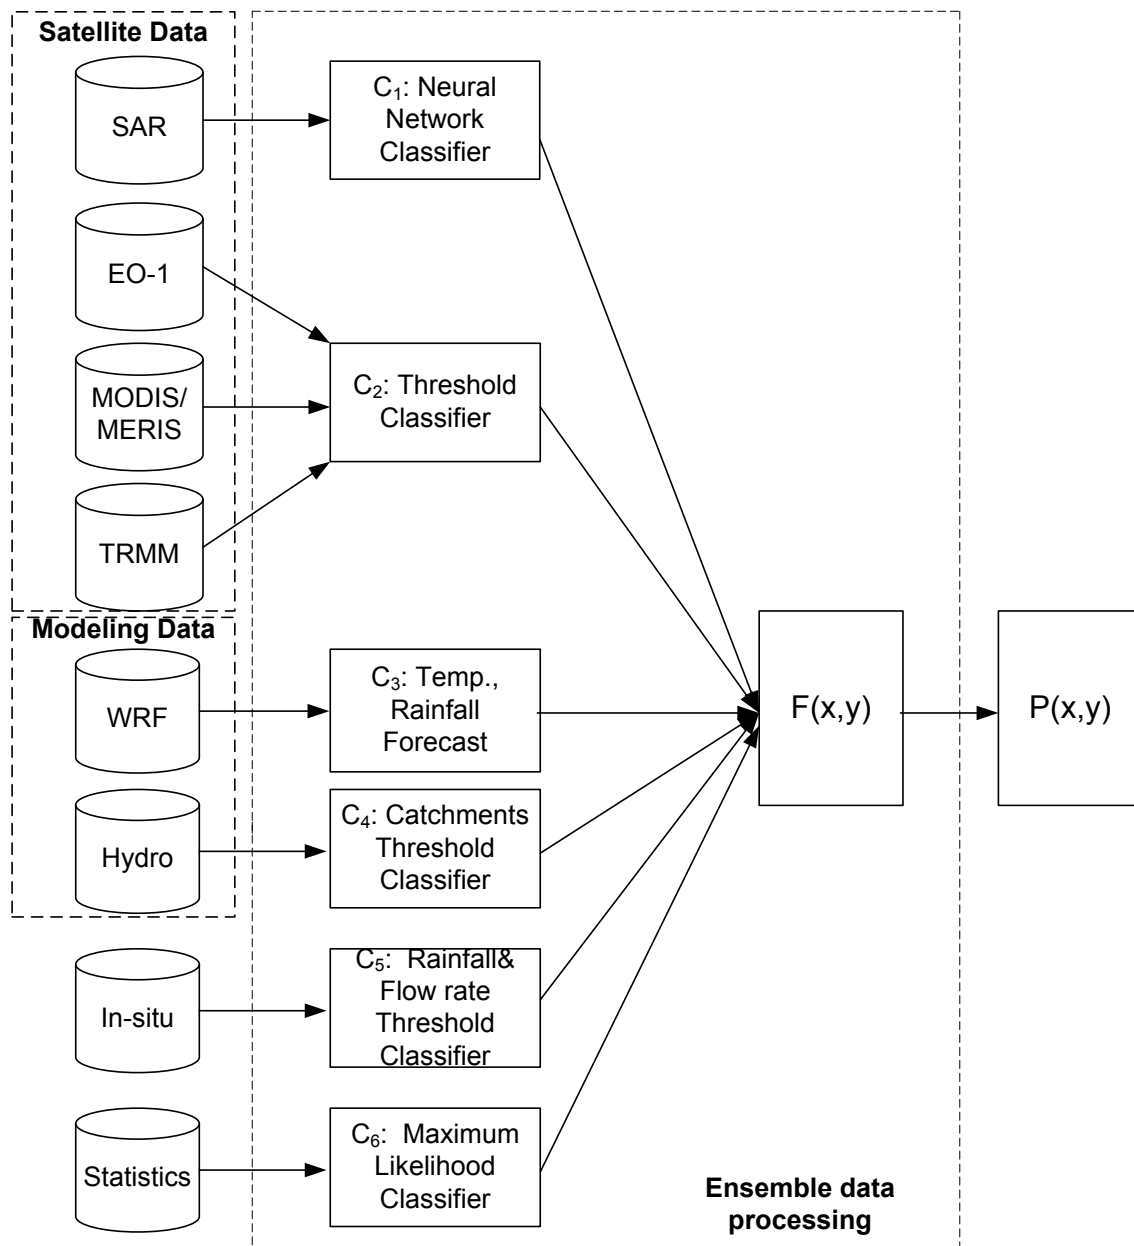 Satellite Data
SAR
C₁: Neural
Network
Classifier
EO-1
MODIS/
MERIS
C₂: Threshold
Classifier
TRMM
Modeling Data
WRF
C₃: Temp.,
Rainfall
Forecast
F(x,y)
P(x,y)
Hydro
C₄: Catchments
Threshold
Classifier
In-situ
C₅: Rainfall&
Flow rate
Threshold
Classifier
Statistics
C₆: Maximum
Likelihood
Classifier
Ensemble data
processing